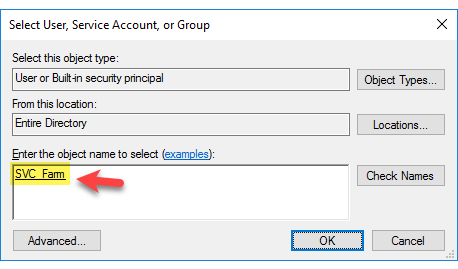 Select User, Service Account, or Group
Select this object type:
User or Built-in security principal
Object Types...
From this location:
Entire Directory
Locations...
Enter the object name to select (examples):
SVC_Farm
Check Names
Advanced...
OK
Cancel